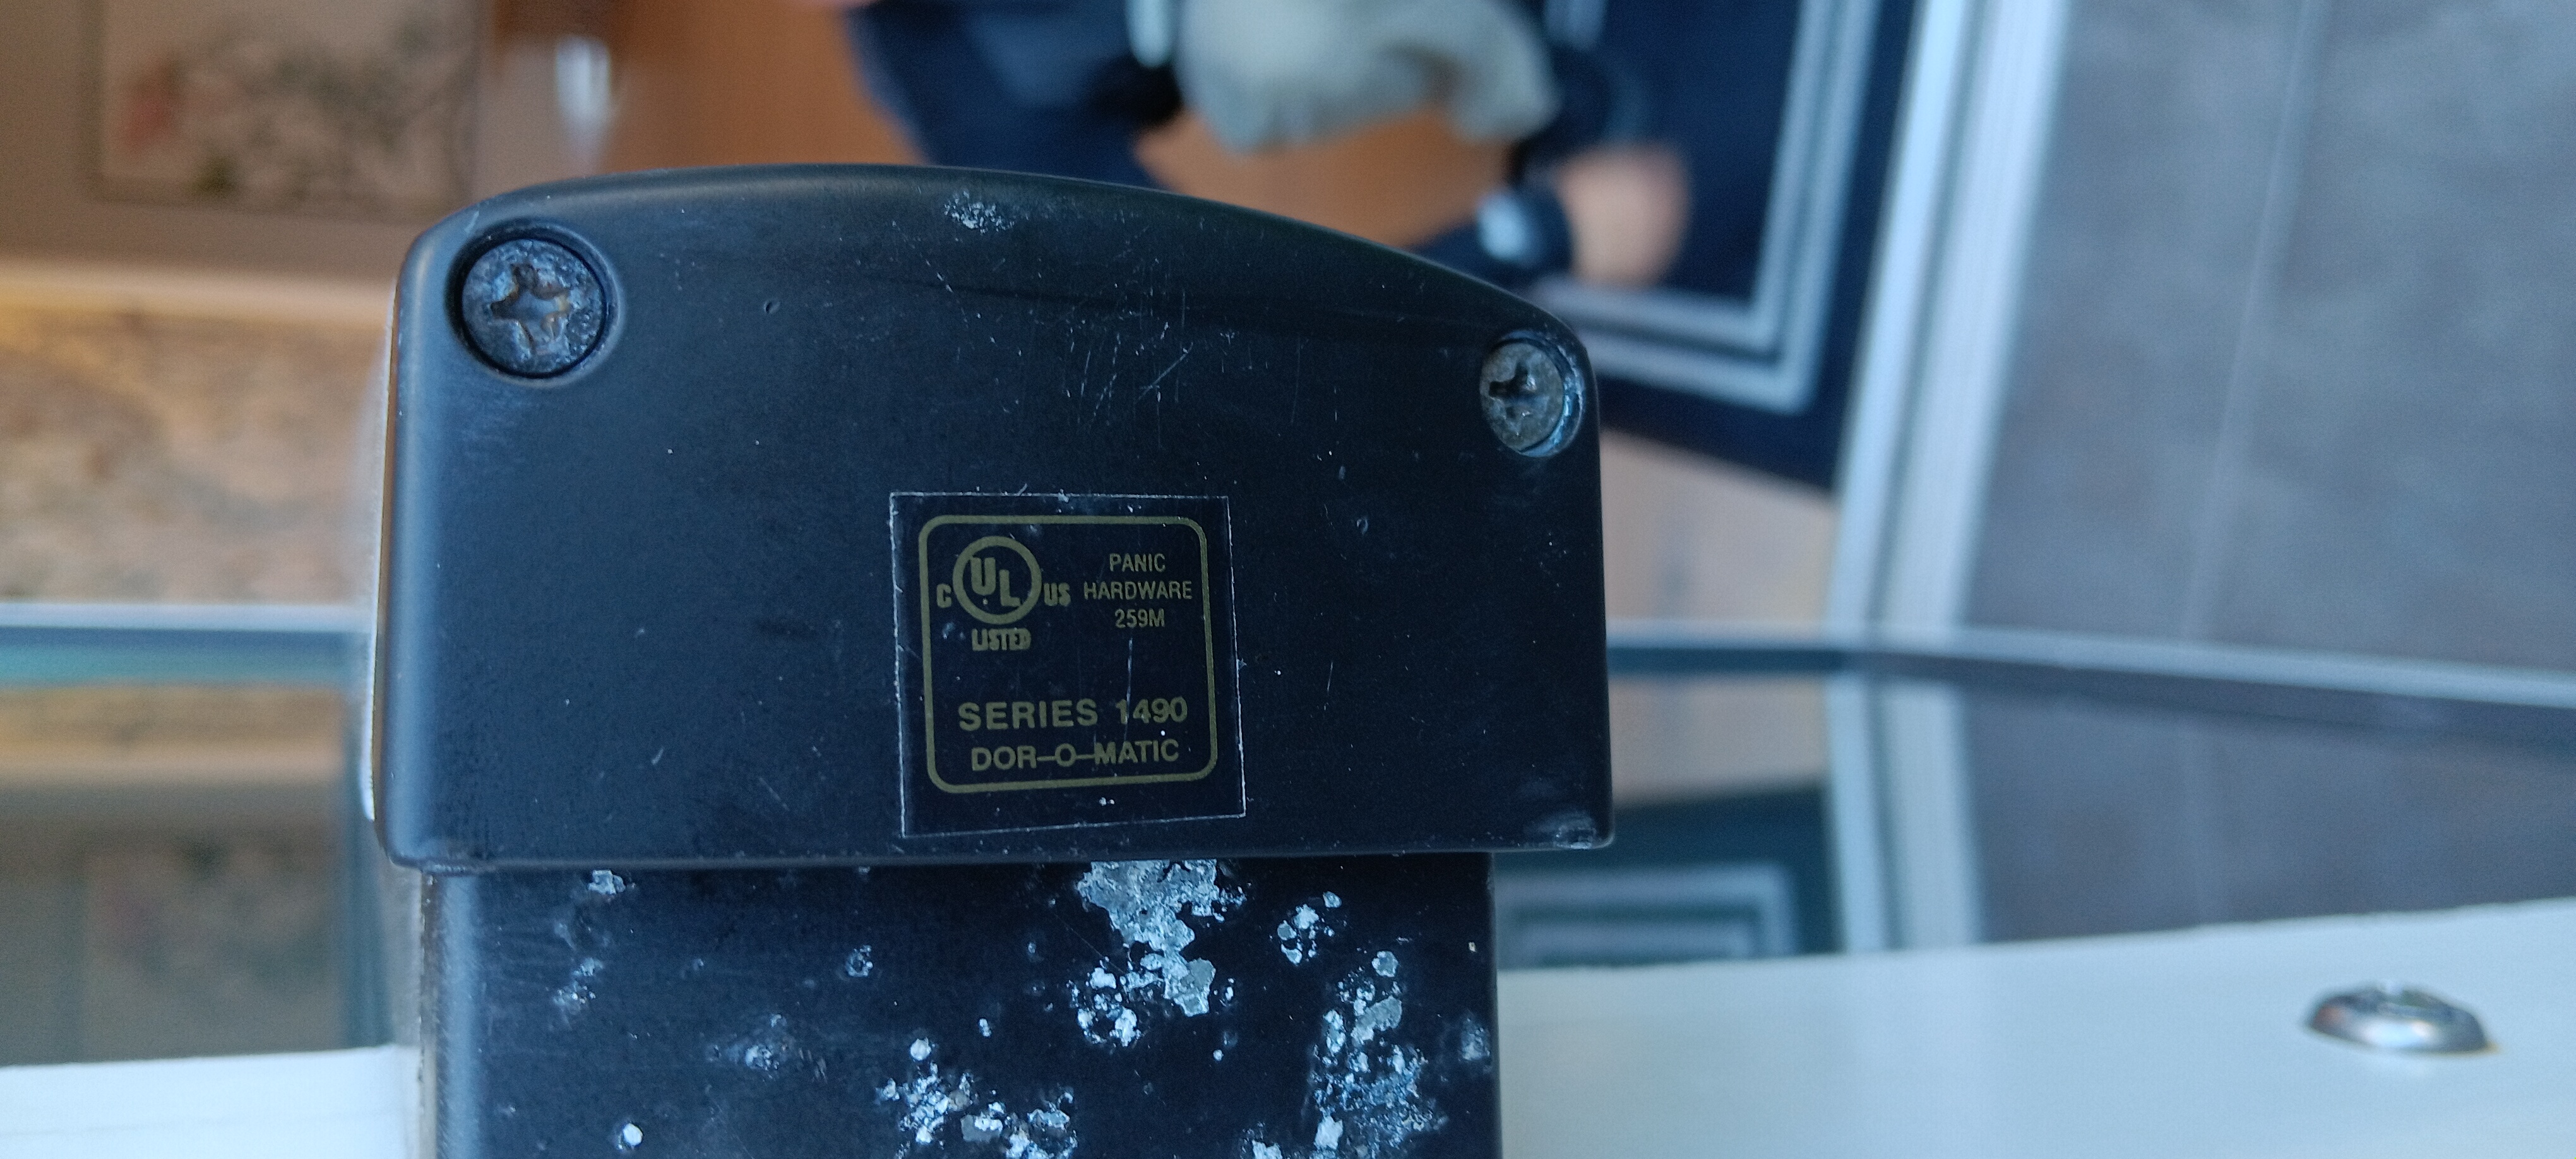 C UL US
LISTED
PANIC
HARDWARE
259M
SERIES 1490
DOR-O-MATIC